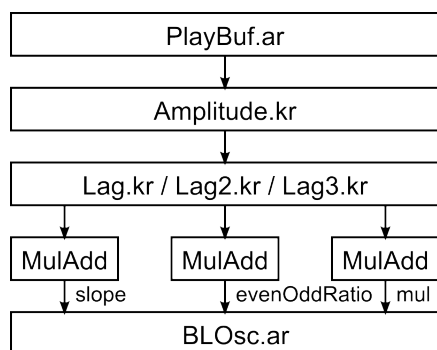 PlayBuf.ar
Amplitude.kr
Lag.kr / Lag2.kr / Lag3.kr
MulAdd MulAdd MulAdd
slope evenOddRatio mul
BLOsc.ar